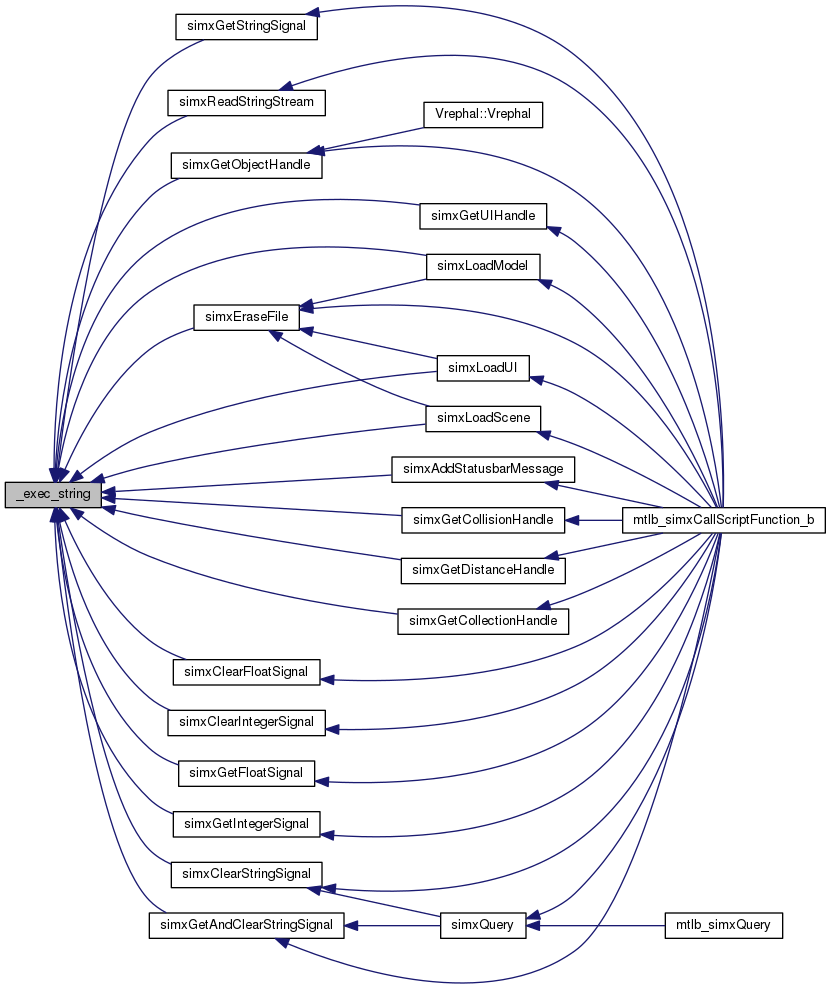 simxGetStringSignal
simxReadStringStream
Vrephal::Vrephal
simxGetObjectHandle
simxGetUIHandle
simxLoadModel
simxEraseFile
simxLoadUI
simxLoadScene
simxAddStatusbarMessage
_exec_string
simxGetCollisionHandle
mtlb_simxCallScriptFunction_b
simxGetDistanceHandle
simxGetCollectionHandle
simxClearFloatSignal
simxClearIntegerSignal
simxGetFloatSignal
simxGetIntegerSignal
simxClearStringSignal
simxGetAndClearStringSignal
simxQuery
mtlb_simxQuery